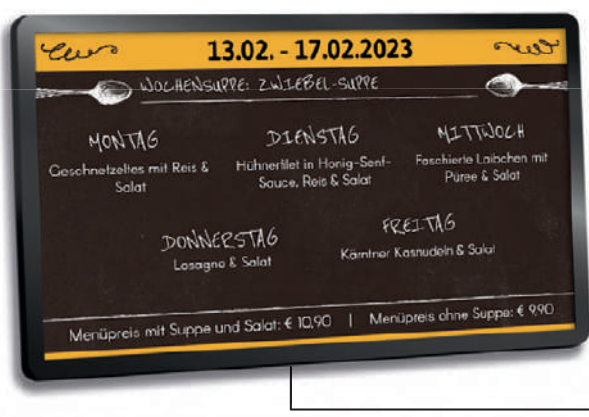 13.02. - 17.02.2023
WOCHENSUPPE: ZWIEBEL-SUPPE
MONTAG
Geschnetzeltes mit Reis &
Salat
DIENSTAG
Hühnerfilet in Honig-Senf-
Sauce, Reis & Salat
MITTWOCH
Faschierte Laibchen mit
Püree & Salat
DONNERSTAG
Lasagne & Salat
FREITAG
Kärntner Kasnudeln & Salat
Menüpreis mit Suppe und Salat: € 10,90 | Menüpreis ohne Suppe: € 9,90